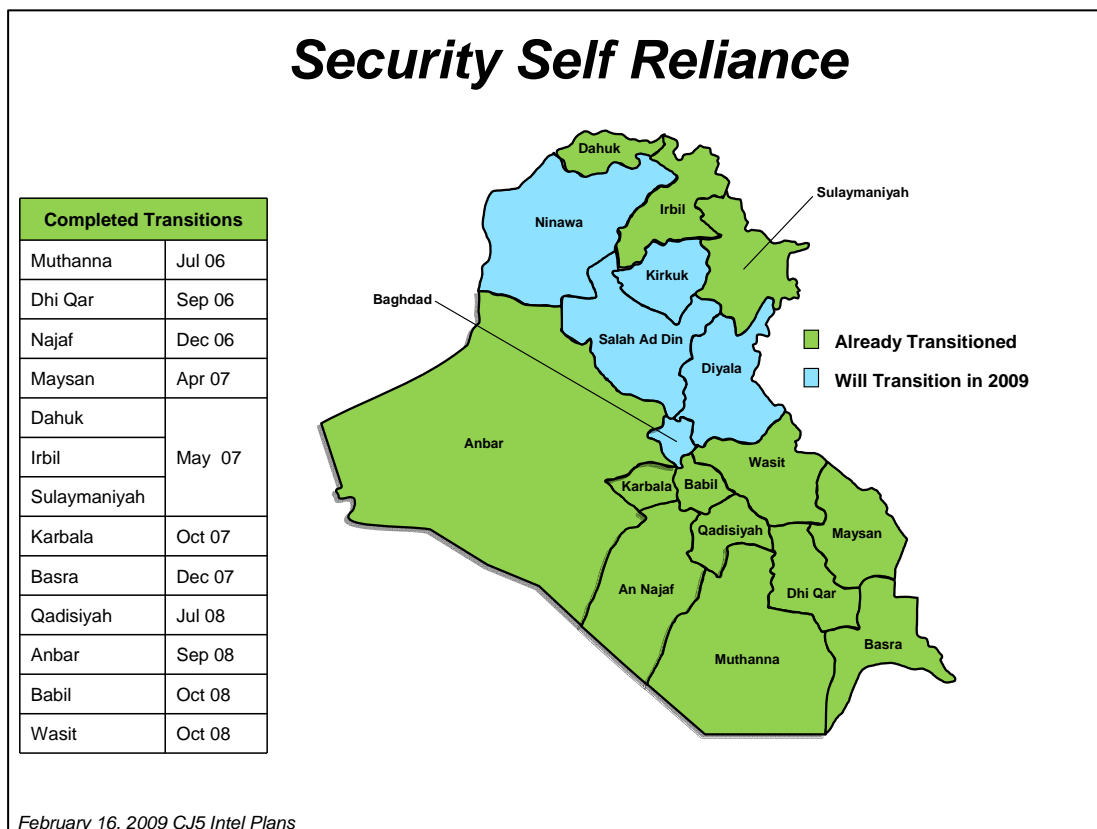 Security Self Reliance
Completed Transitions
Muthanna Jul 06
Dhi Qar Sep 06
Najaf Dec 06
Maysan Apr 07
Dahuk
Irbil May 07
Sulaymaniyah
Karbala Oct 07
Basra Dec 07
Qadisiyah Jul 08
Anbar Sep 08
Babil Oct 08
Wasit Oct 08
Dahuk
Sulaymaniyah
Irbil
Ninawa
Kirkuk
Baghdad
Salah Ad Din
Diyala
Already Transitioned
Will Transition in 2009
Anbar
Wasit
Karbala
Babil
Qadisiyah
Maysan
An Najaf
Dhi Qar
Basra
Muthanna
February 16, 2009 CJ5 Intel Plans